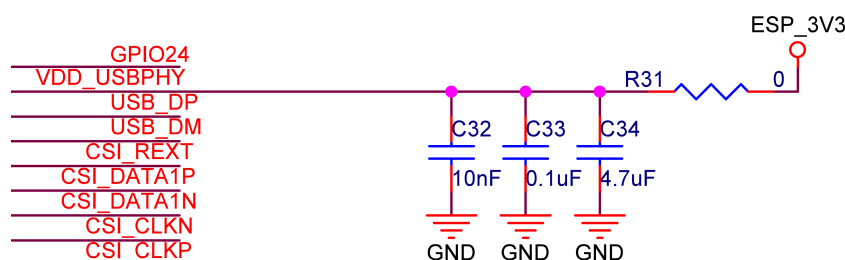 ESP_3V3
GPIO24
VDD_USBPHY
R31
0
USB_DP
USB_DM
C32
C33
C34
CSI_REXT
CSI_DATA1P
10nF
0.1uF
4.7uF
CSI_DATA1N
CSI_CLKN
CSI_CLKP
GND
GND
GND